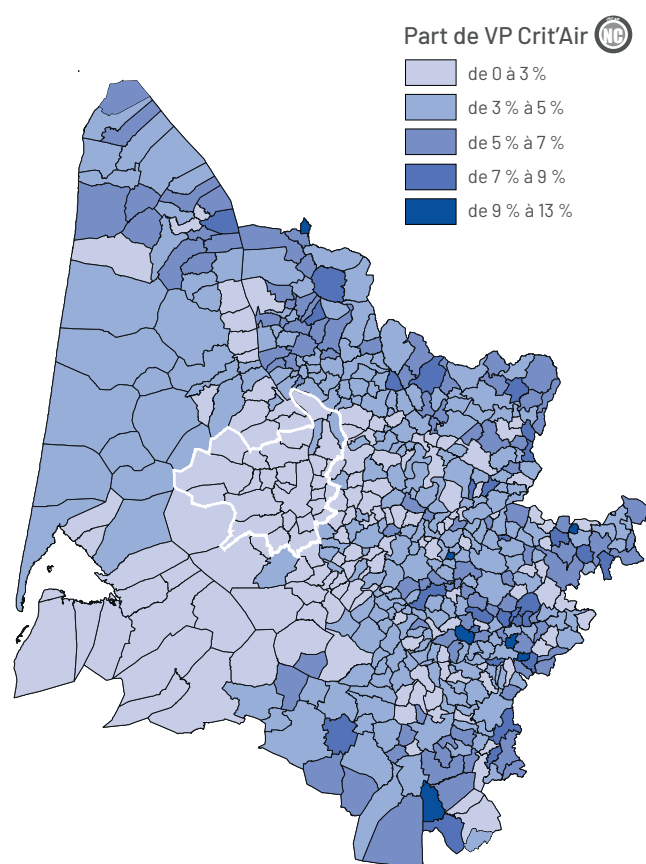 Part de VP Crit'Air NC
de 0 à 3 %
de 3 % à 5 %
de 5 % à 7 %
de 7 % à 9 %
de 9 % à 13 %